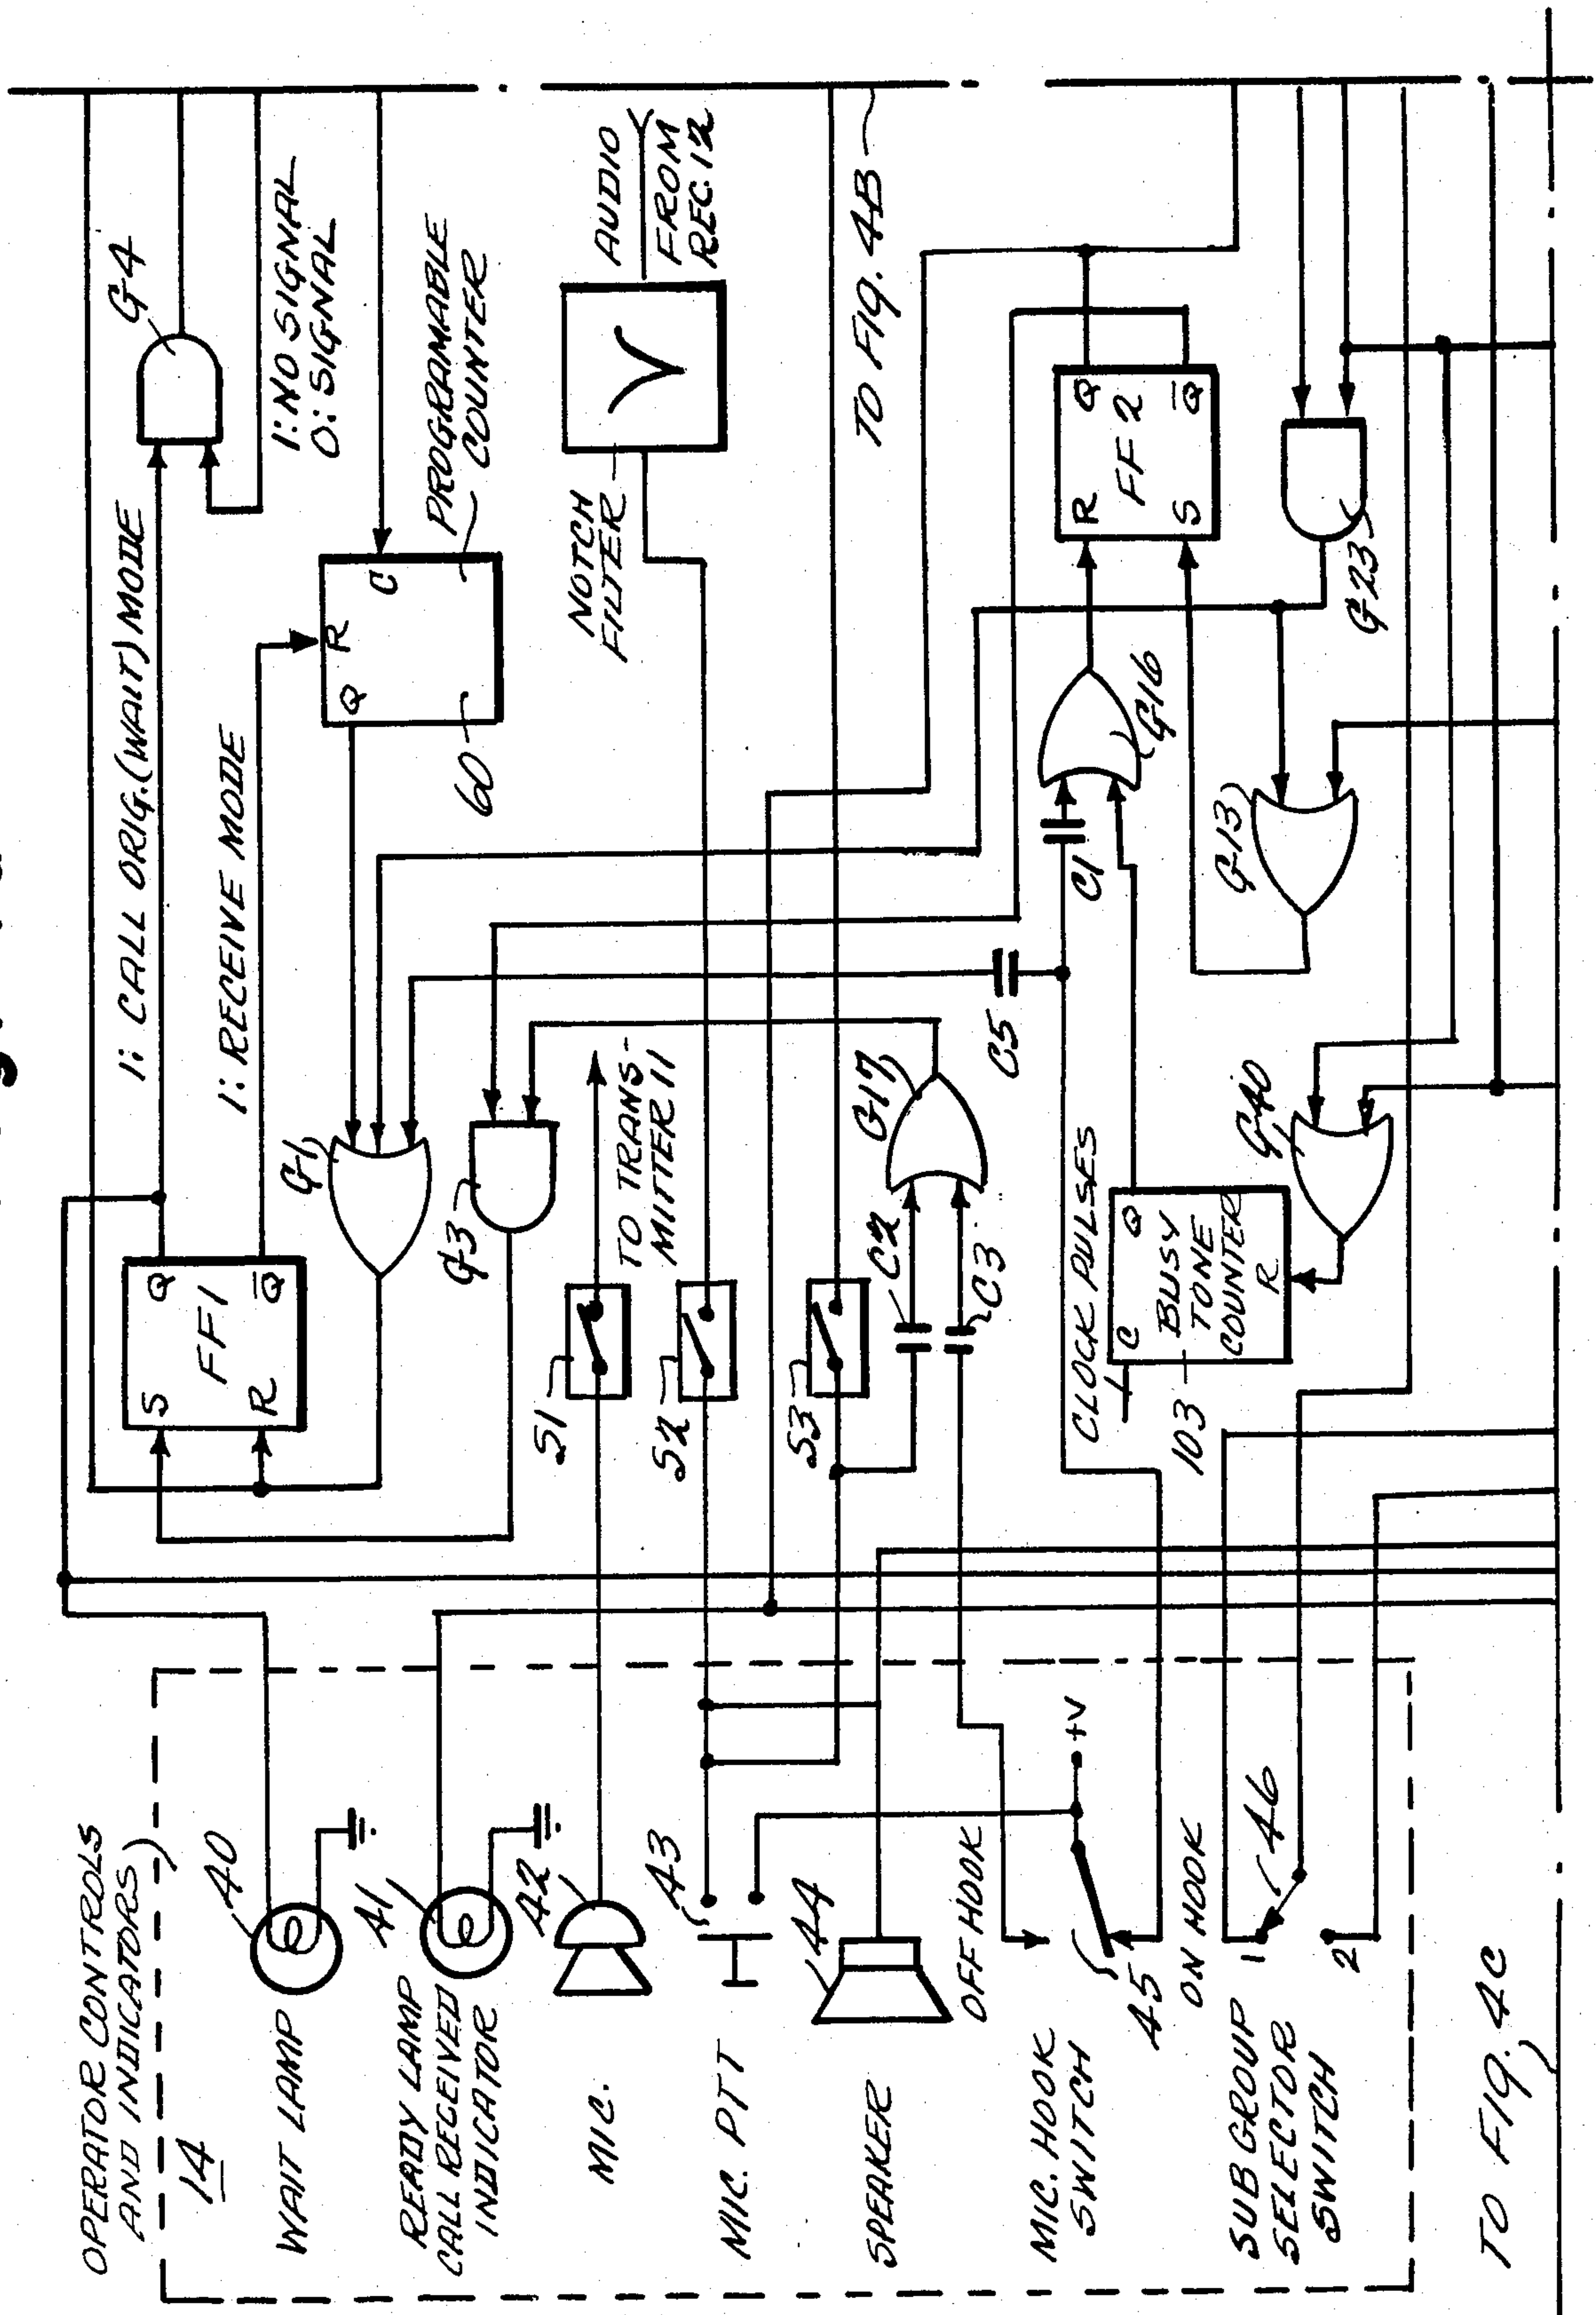 OPERATOR CONTROLS
AND INDICATORS
14
WAIT LAMP
40
READY LAMP
CALL RECEIVED
INDICATOR
41
MIC.
42
MIC. PTT
43
SPEAKER
44
MIC. HOOK
SWITCH
OFF HOOK
+V
45
ON HOOK
SUB GROUP
SELECTOR
SWITCH
1
2
46
TO FIG. 4C
S
R
FF1
Q
Q̅
1: CALL ORIG. (WAIT) MODE
1: RECEIVE MODE
G4
1: NO SIGNAL
0: SIGNAL
G1
G3
Q
R
C
60
PROGRAMABLE
COUNTER
S1
TO TRANS-
MITTER 11
S2
NOTCH
FILTER
AUDIO
FROM
REC. 12
S3
TO FIG. 4B
C2
C3
G17
C5
C1
G16
R
S
FF2
Q
Q̅
CLOCK PULSES
C
Q
BUSY
TONE
COUNTER
R
103
G40
G13
G23